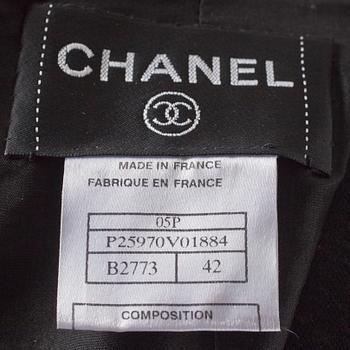 CHANEL
MADE IN FRANCE
FABRIQUE EN FRANCE
05P
P25970V01884
B2773 42
COMPOSITION